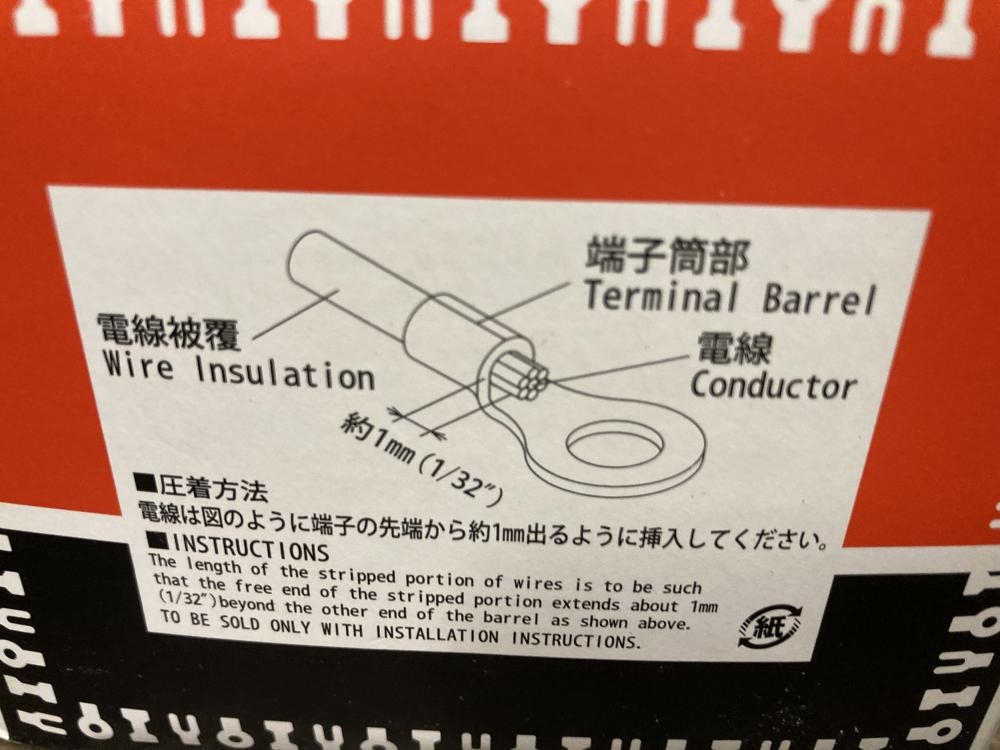 端子筒部
Terminal Barrel
電線被覆
Wire Insulation
電線
Conductor
約1mm (1/32″)
■圧着方法
電線は図のように端子の先端から約1mm出るように挿入してください。
■INSTRUCTIONS
The length of the stripped portion of wires is to be such
that the free end of the stripped portion extends about 1mm
(1/32″)beyond the other end of the barrel as shown above.
TO BE SOLD ONLY WITH INSTALLATION INSTRUCTIONS.
紙